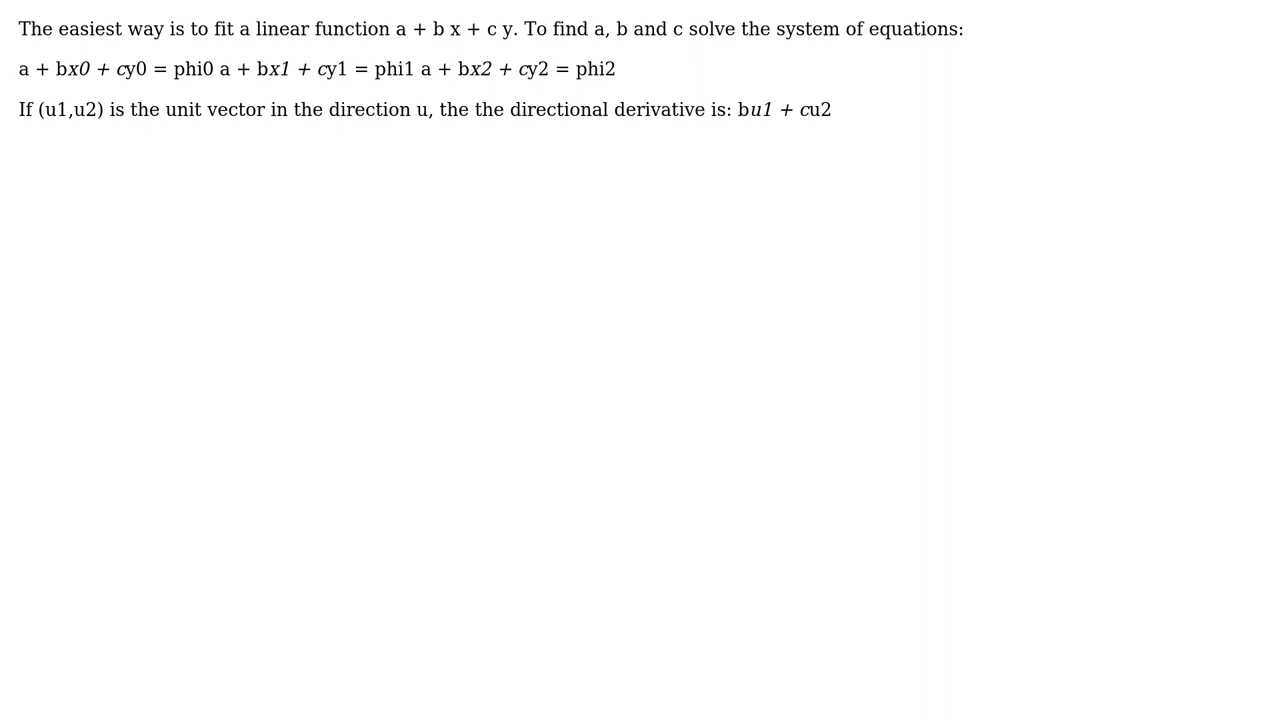 The easiest way is to fit a linear function a + b x + c y. To find a, b and c solve the system of equations:
a + bx0 + cy0 = phi0 a + bx1 + cy1 = phi1 a + bx2 + cy2 = phi2
If (u1,u2) is the unit vector in the direction u, the the directional derivative is: bu1 + cu2